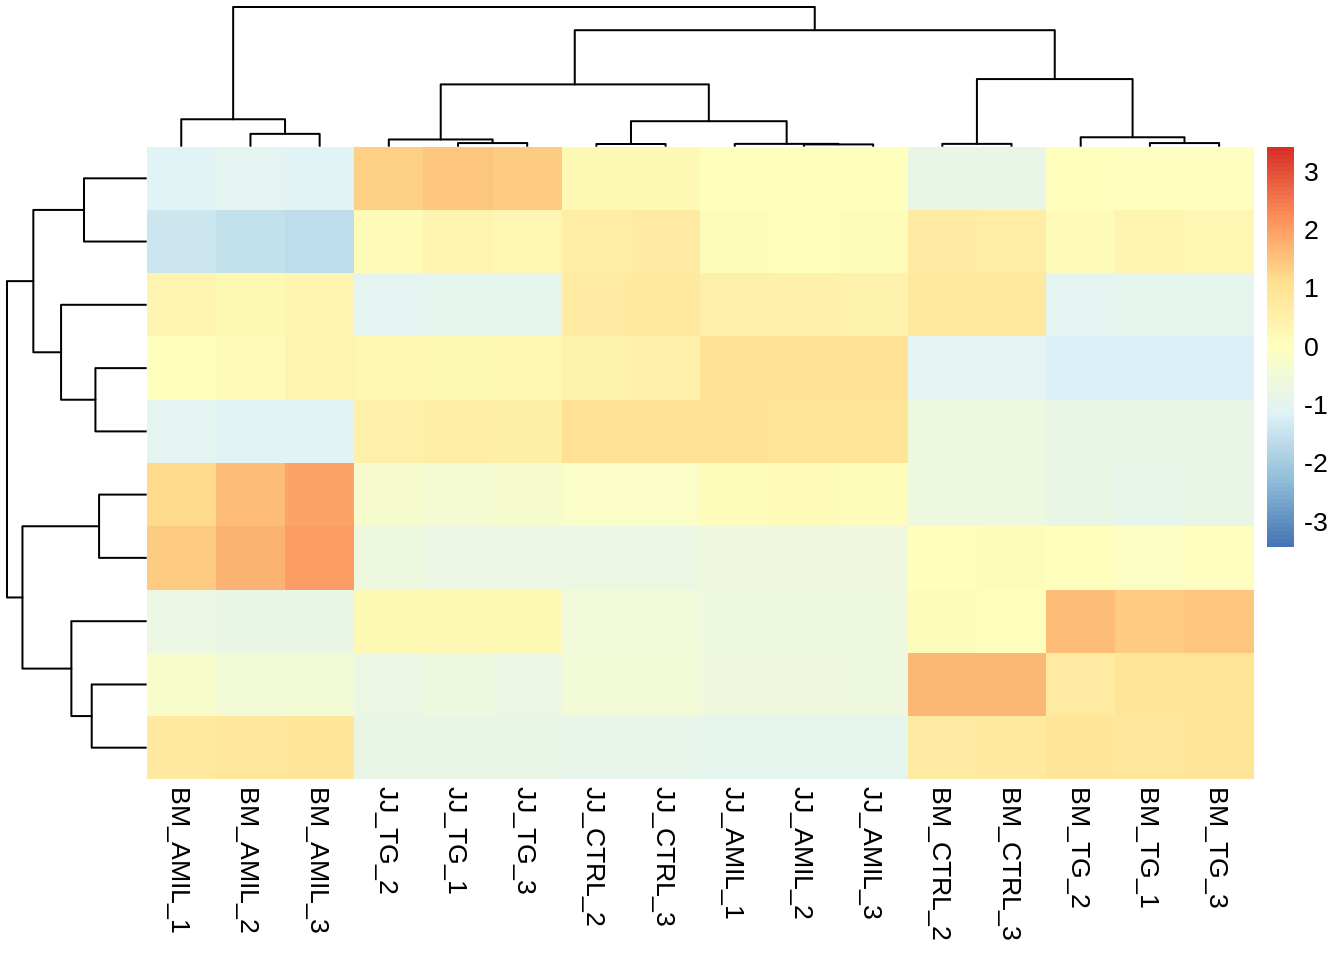 3
2
1
0
-1
-2
-3
BM_AMIL_1
BM_AMIL_2
BM_AMIL_3
JJ_TG_2
JJ_TG_1
JJ_TG_3
JJ_CTRL_2
JJ_CTRL_3
JJ_AMIL_1
JJ_AMIL_2
JJ_AMIL_3
BM_CTRL_2
BM_CTRL_3
BM_TG_2
BM_TG_1
BM_TG_3